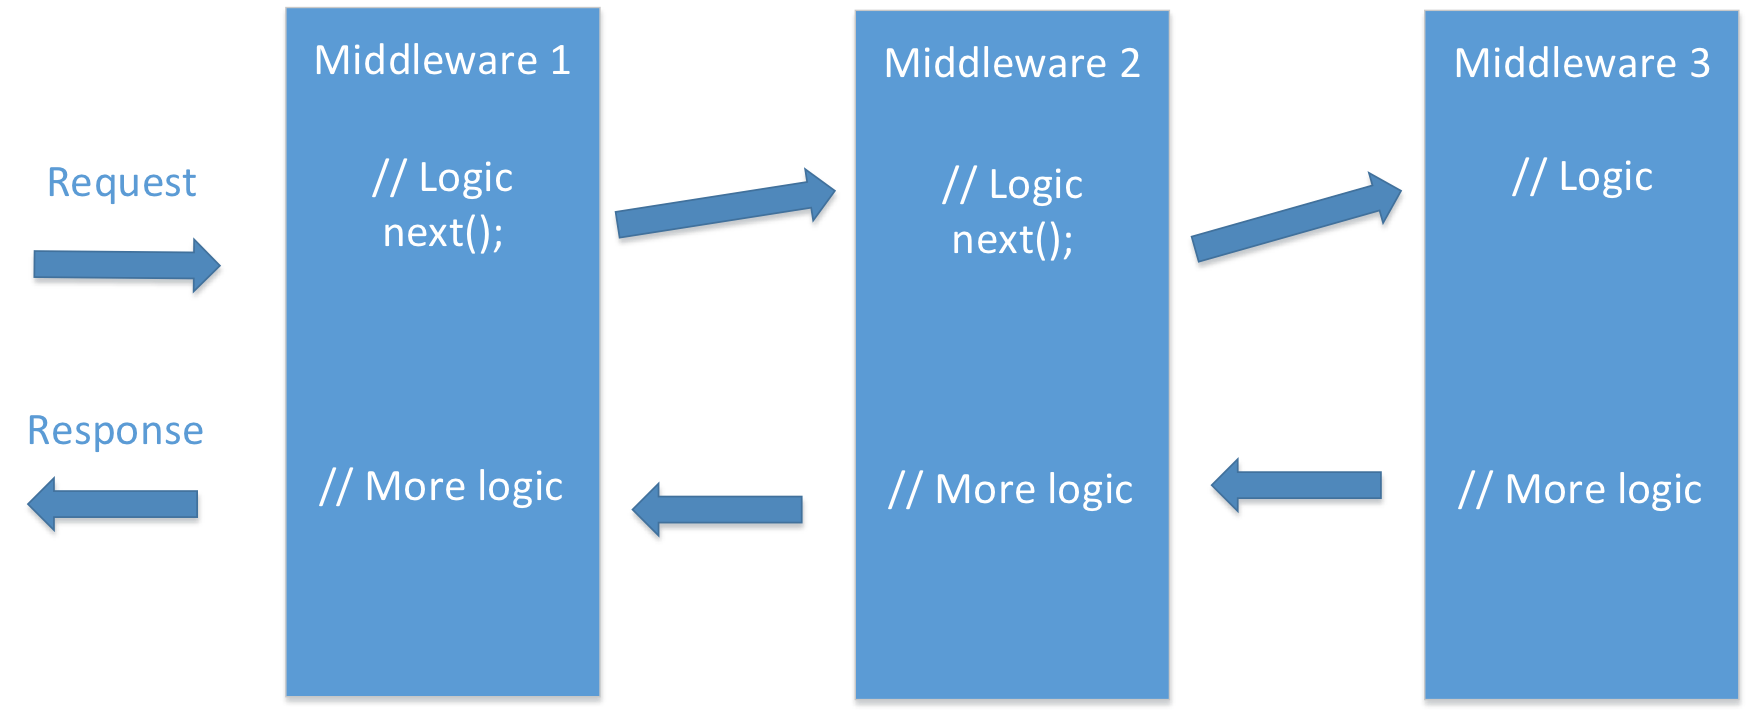 Request
Response
Middleware 1
// Logic
next();
// More logic
Middleware 2
// Logic
next();
// More logic
Middleware 3
// Logic
// More logic